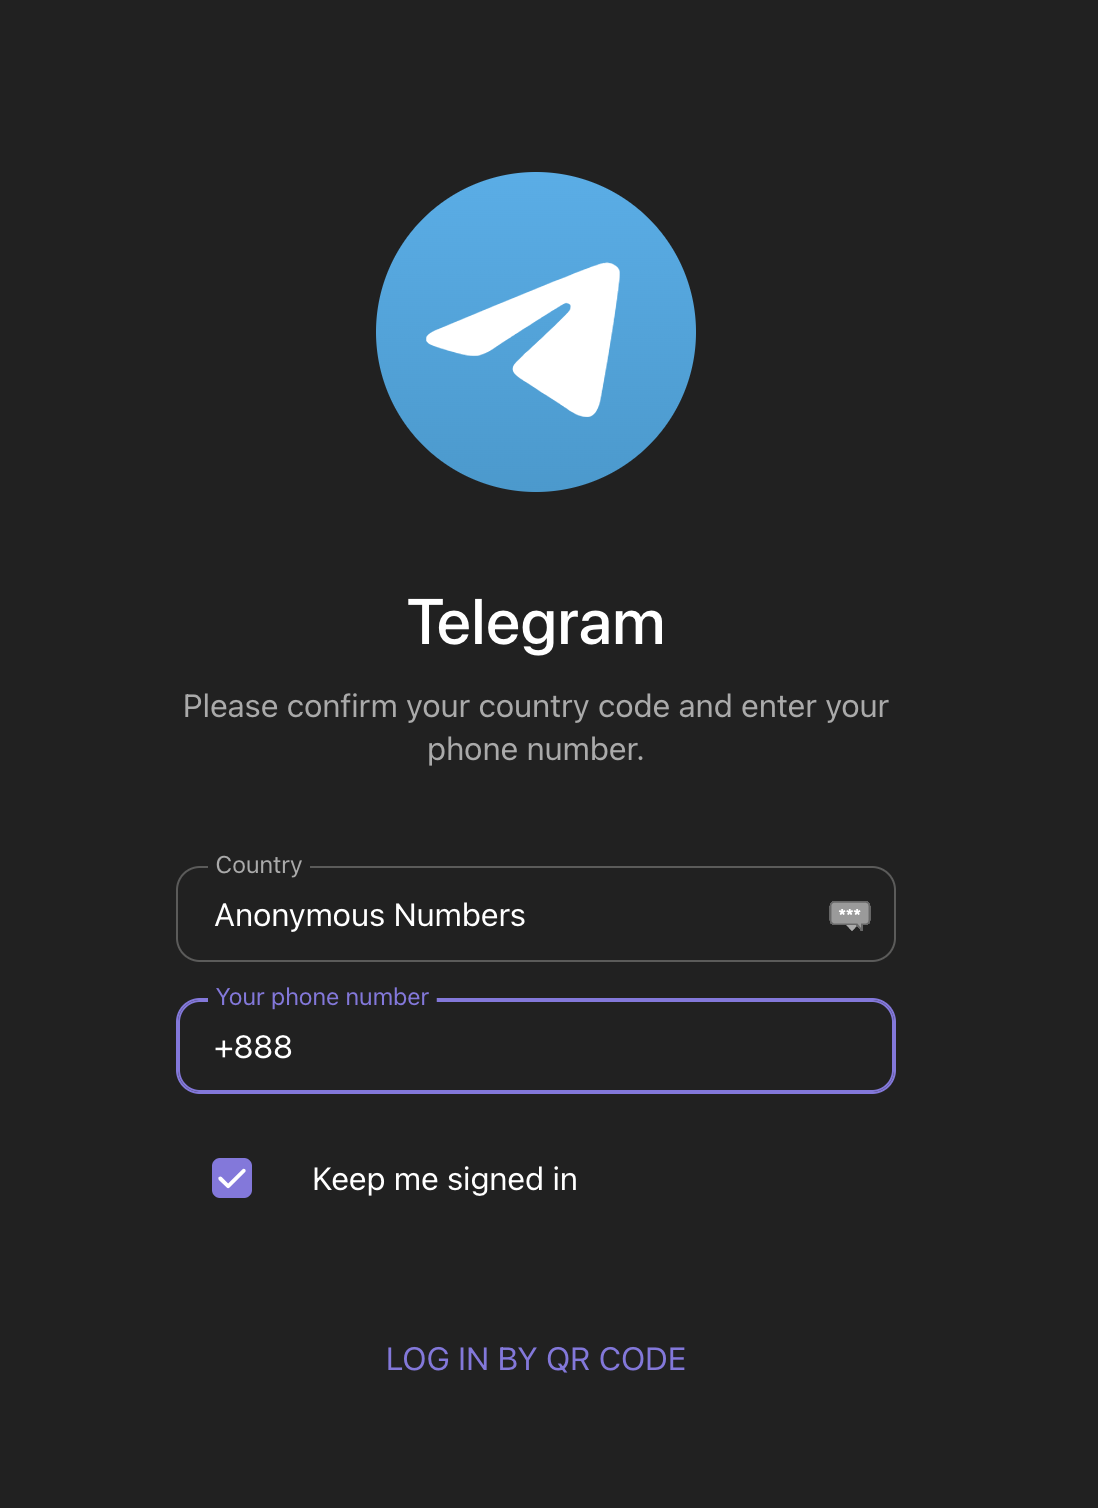 Telegram
Please confirm your country code and enter your
phone number.
Country
Anonymous Numbers
***
Your phone number
+888
Keep me signed in
LOG IN BY QR CODE